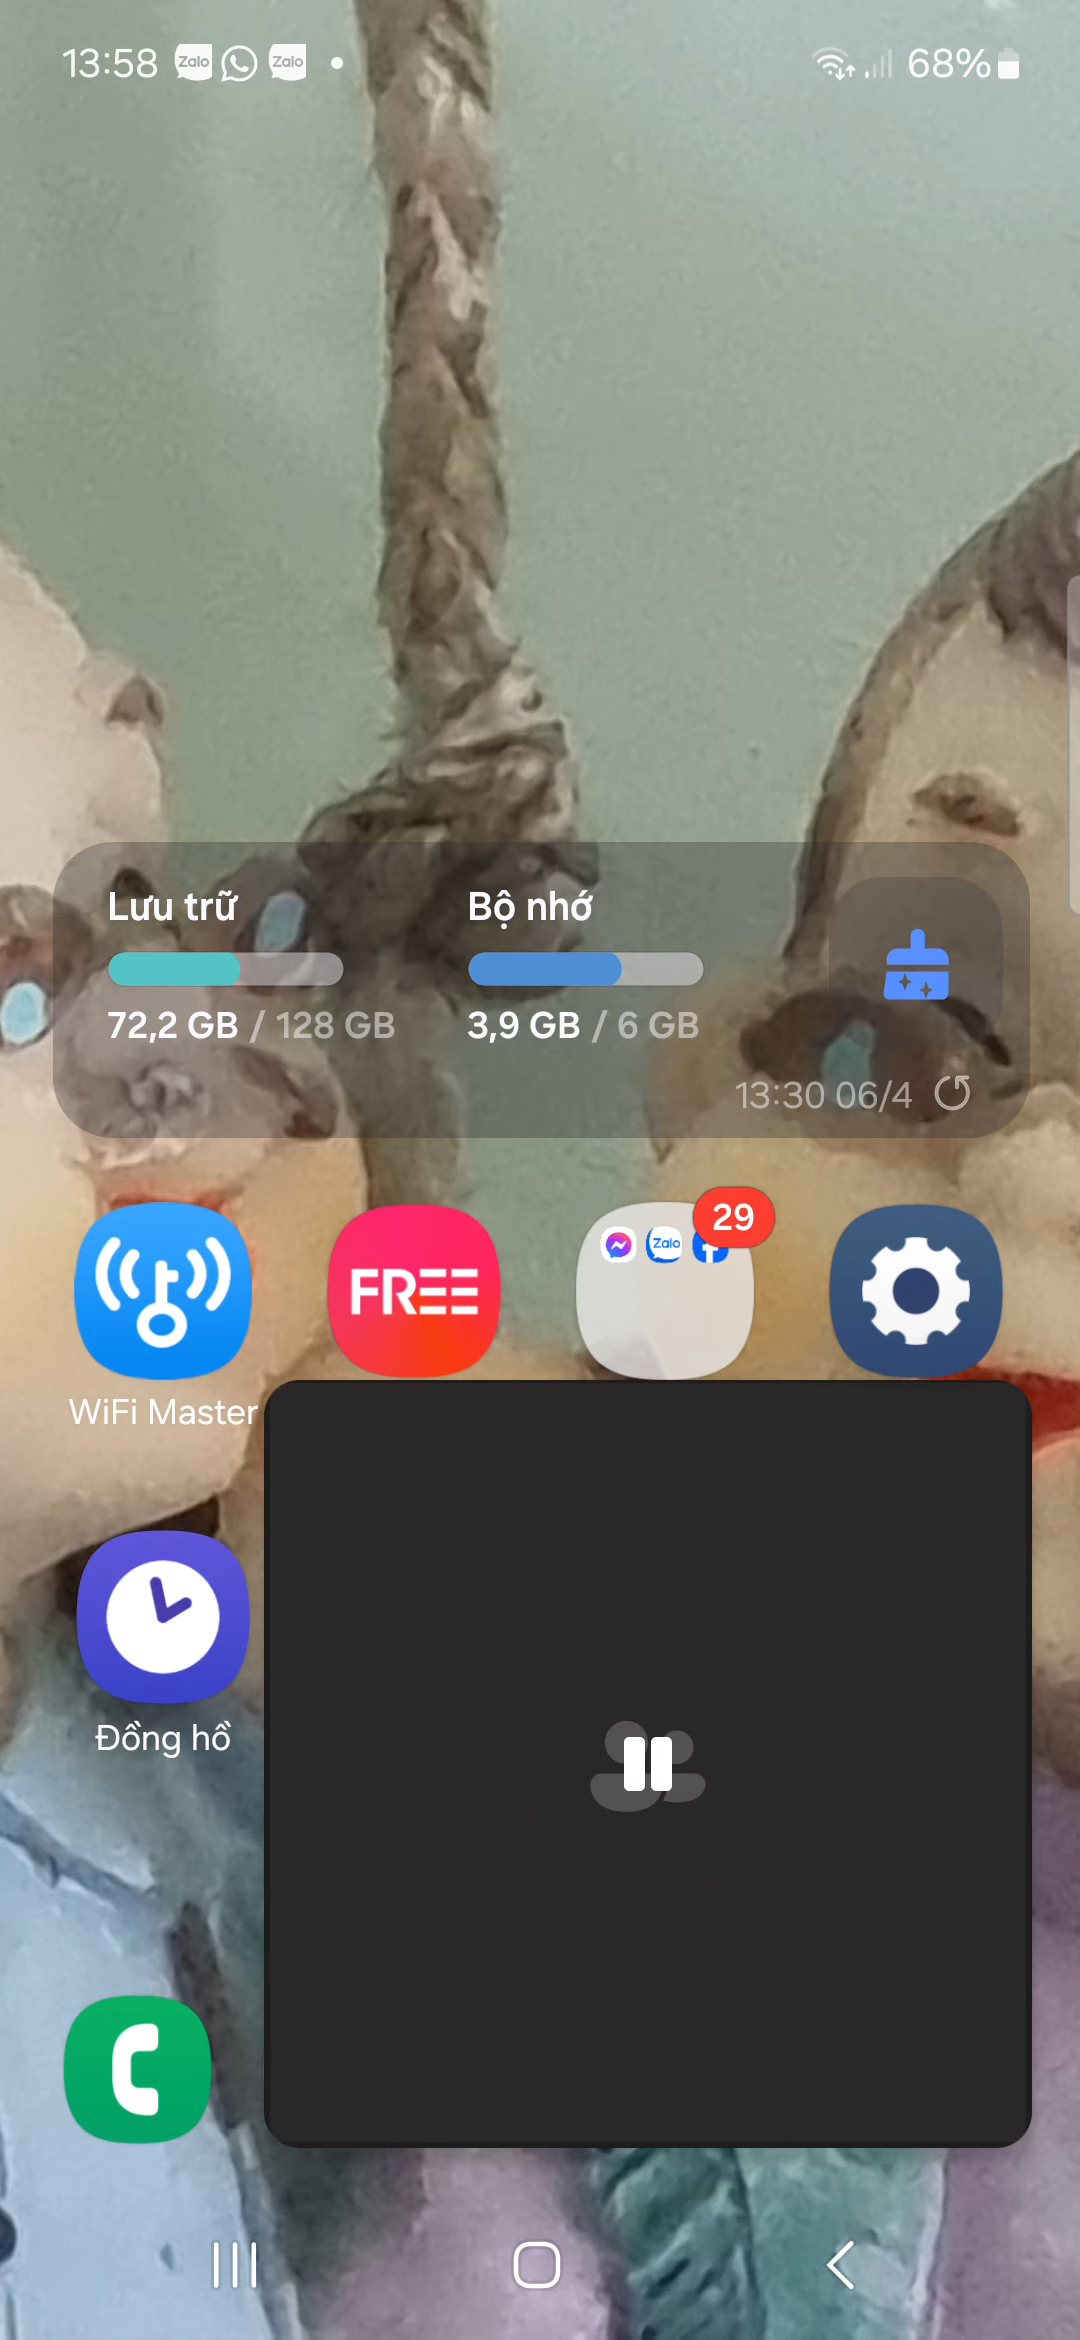 13:58 Zalo Zalo 68%
Lưu trữ Bộ nhớ
72,2 GB / 128 GB 3,9 GB / 6 GB
13:30 06/4
FREE Zalo 29
WiFi Master
Đồng hồ